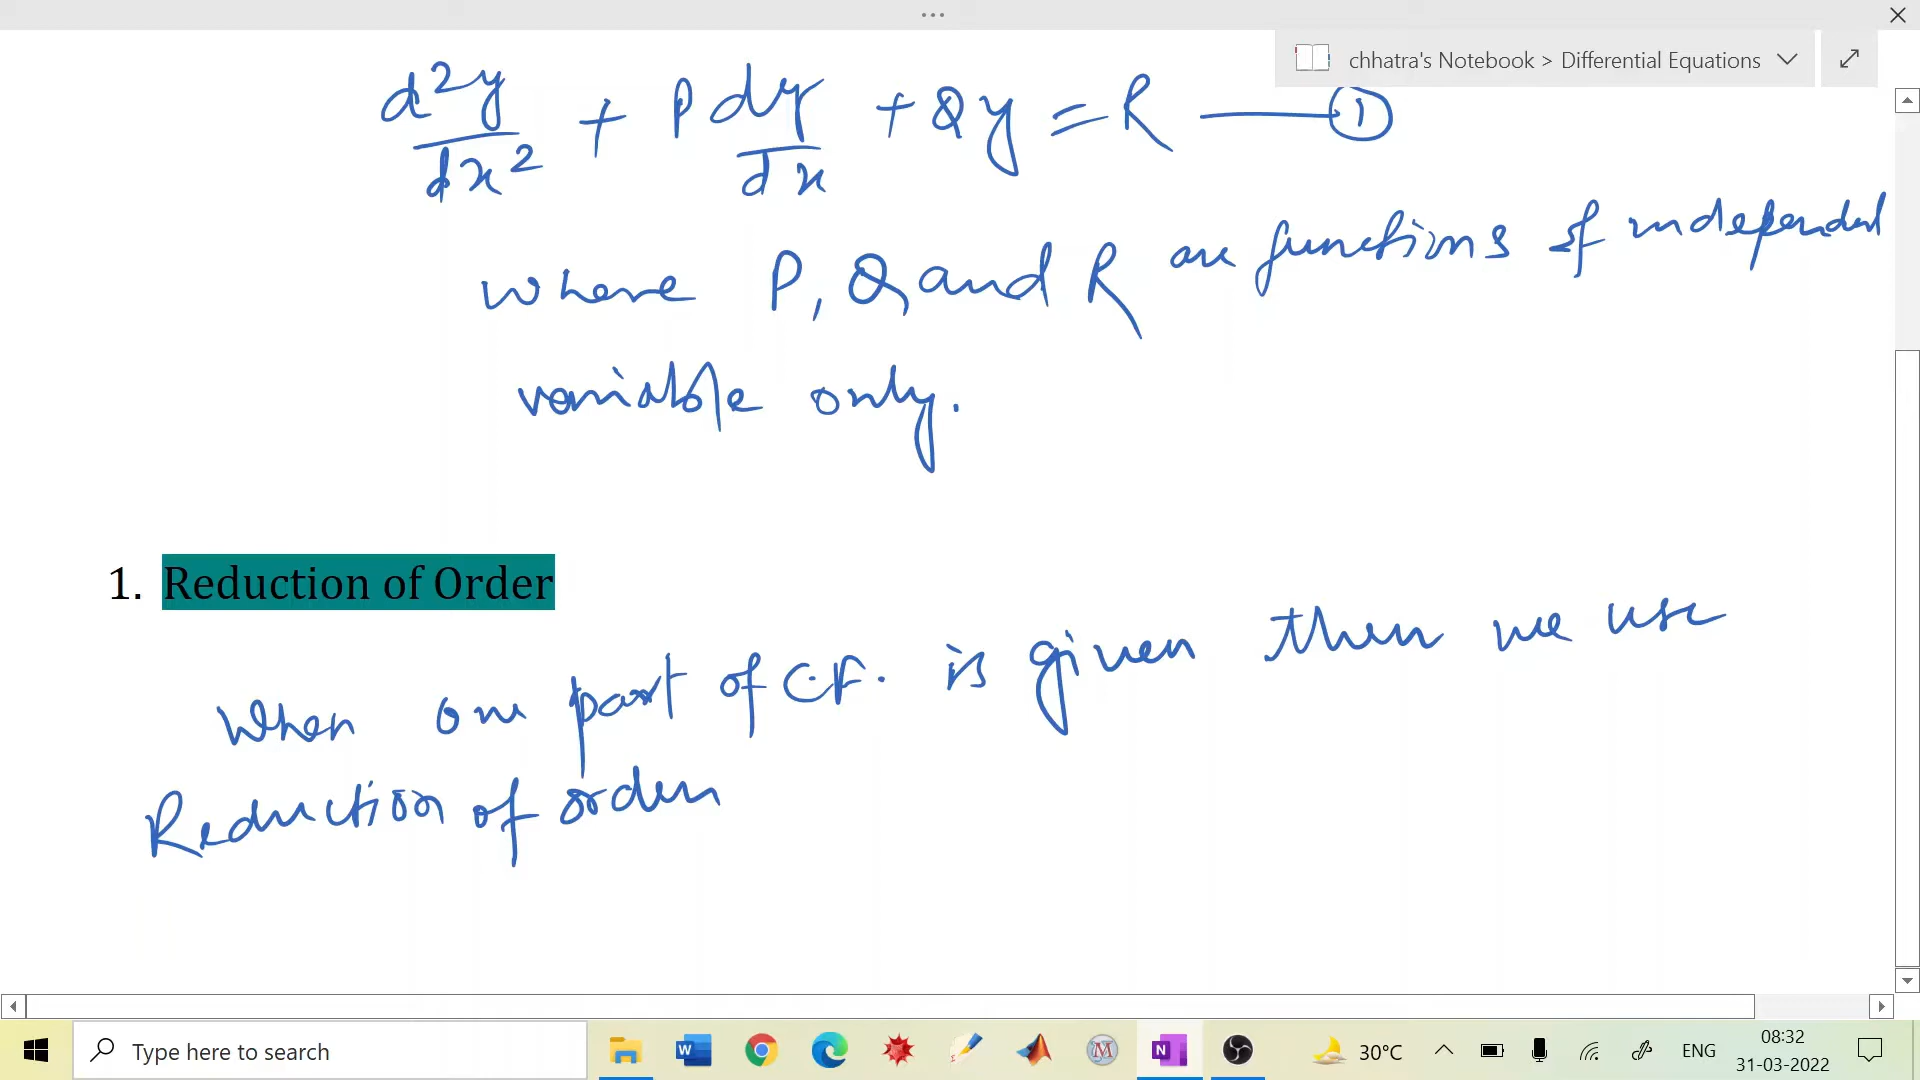 chhatra's Notebook > Differential Equations
d²y/dx² + P dy/dx + Qy = R —— ①
where P, Q and R are functions of independent
variable only.
1. Reduction of Order
When one part of C.F. is given then we use
Reduction of order
Type here to search
30°C
ENG
08:32
31-03-2022